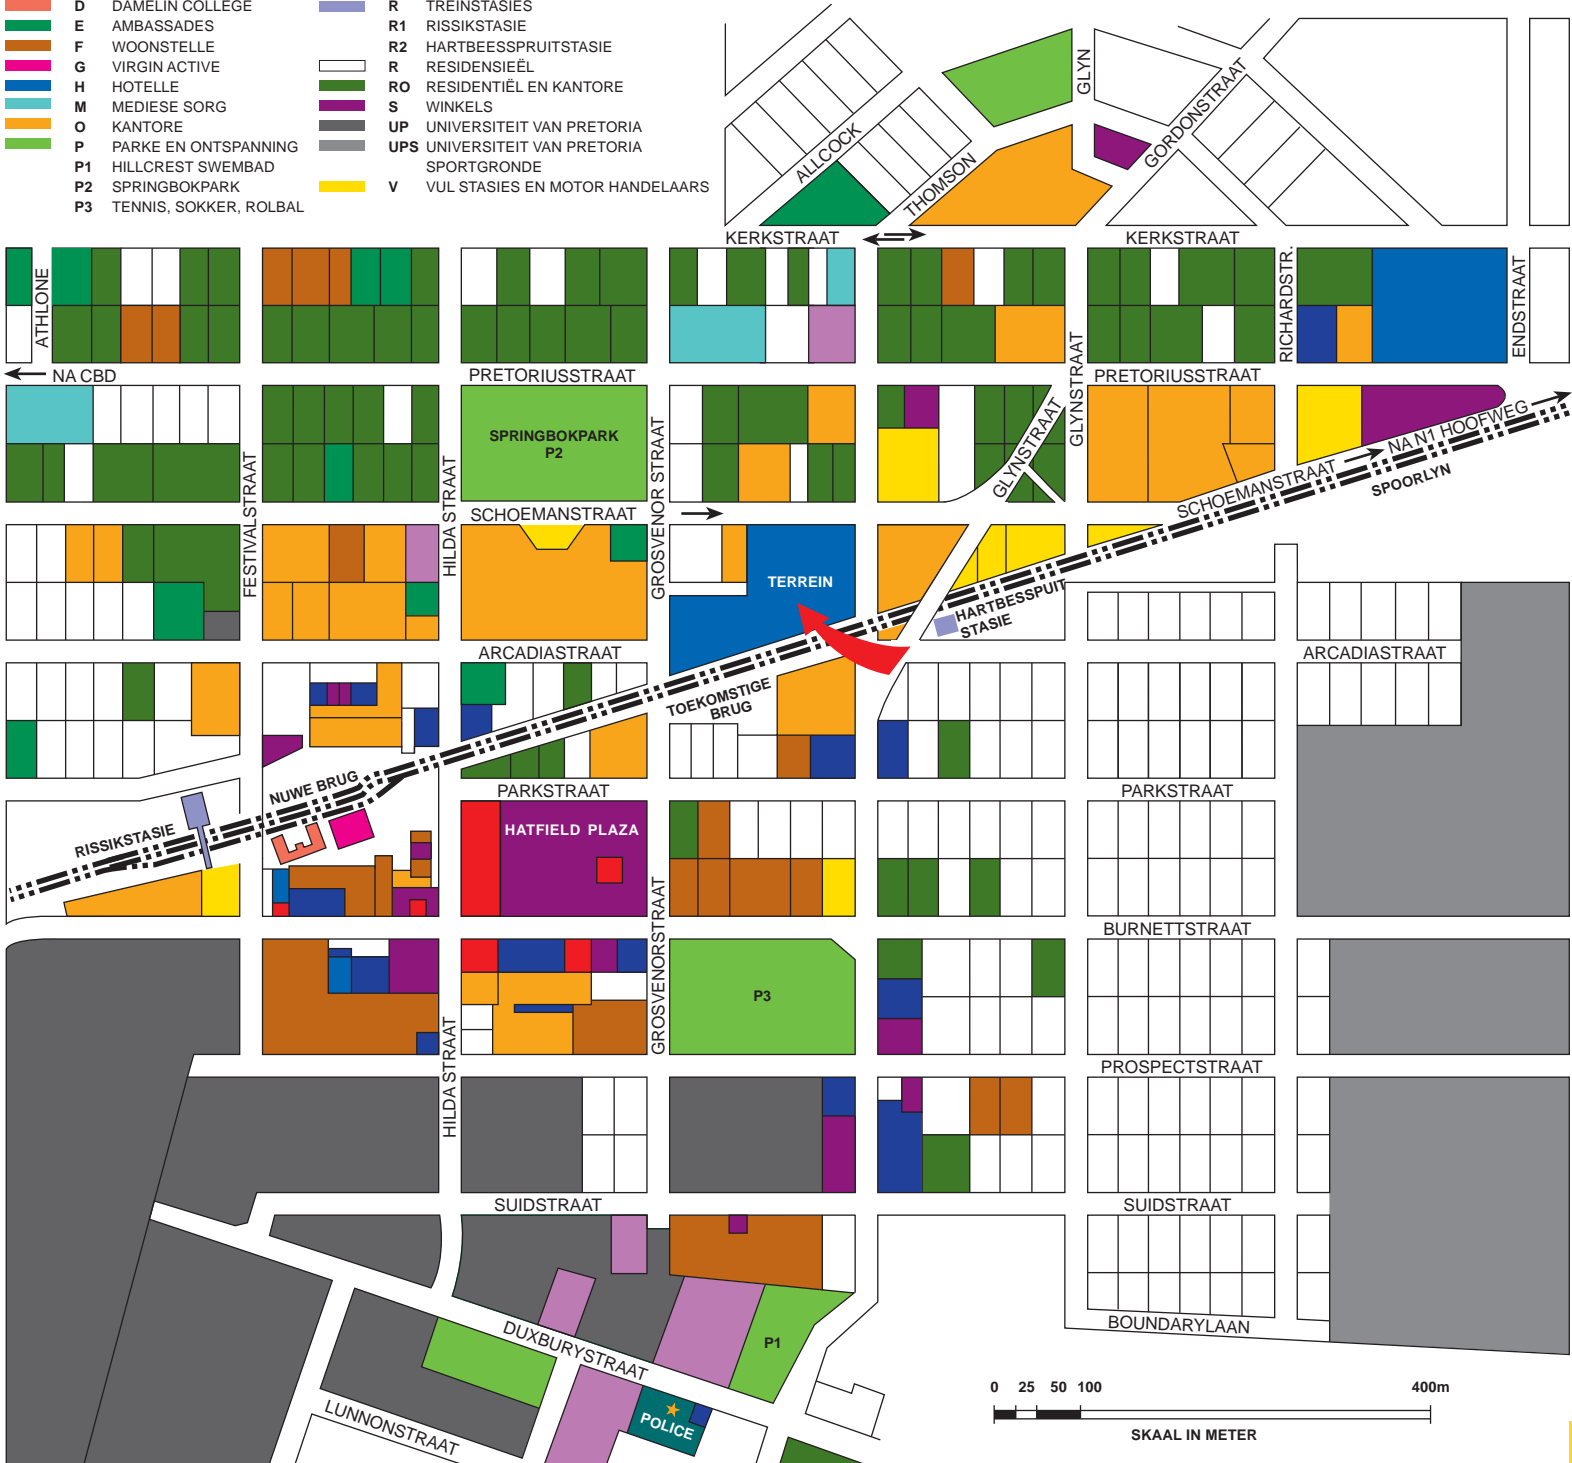 D DAMELIN COLLEGE
E AMBASSADES
F WOONSTELLE
G VIRGIN ACTIVE
H HOTELLE
M MEDIESE SORG
O KANTORE
P PARKE EN ONTSPANNING
P1 HILLCREST SWEMBAD
P2 SPRINGBOKPARK
P3 TENNIS, SOKKER, ROLBAL
R TREINSTASIES
R1 RISSIKSTASIE
R2 HARTBEESSPRUITSTASIE
R RESIDENSIEËL
RO RESIDENTIËL EN KANTORE
S WINKELS
UP UNIVERSITEIT VAN PRETORIA
UPS UNIVERSITEIT VAN PRETORIA
SPORTGRONDE
V VUL STASIES EN MOTOR HANDELAARS
GLYN
GORDONSTRAAT
ALLCOCK
THOMSON
KERKSTRAAT
KERKSTRAAT
ATHLONE
RICHARDSTR.
ENDSTRAAT
NA CBD
PRETORIUSSTRAAT
PRETORIUSSTRAAT
GLYNSTRAAT
GLYNSTRAAT
SPRINGBOKPARK
P2
GROSVENOR STRAAT
FESTIVALSTRAAT
HILDA STRAAT
NA N1 HOOFWEG
SCHOEMANSTRAAT
SPOORLYN
SCHOEMANSTRAAT
TERREIN
HARTBESSPUIT
STASIE
ARCADIASTRAAT
ARCADIASTRAAT
TOEKOMSTIGE
BRUG
NUWE BRUG
PARKSTRAAT
PARKSTRAAT
RISSIKSTASIE
HATFIELD PLAZA
GROSVENORSTRAAT
BURNETTSTRAAT
P3
HILDA STRAAT
PROSPECTSTRAAT
SUIDSTRAAT
SUIDSTRAAT
DUXBURYSTRAAT
P1
BOUNDARYLAAN
LUNNONSTRAAT
POLICE
0 25 50 100 400m
SKAAL IN METER